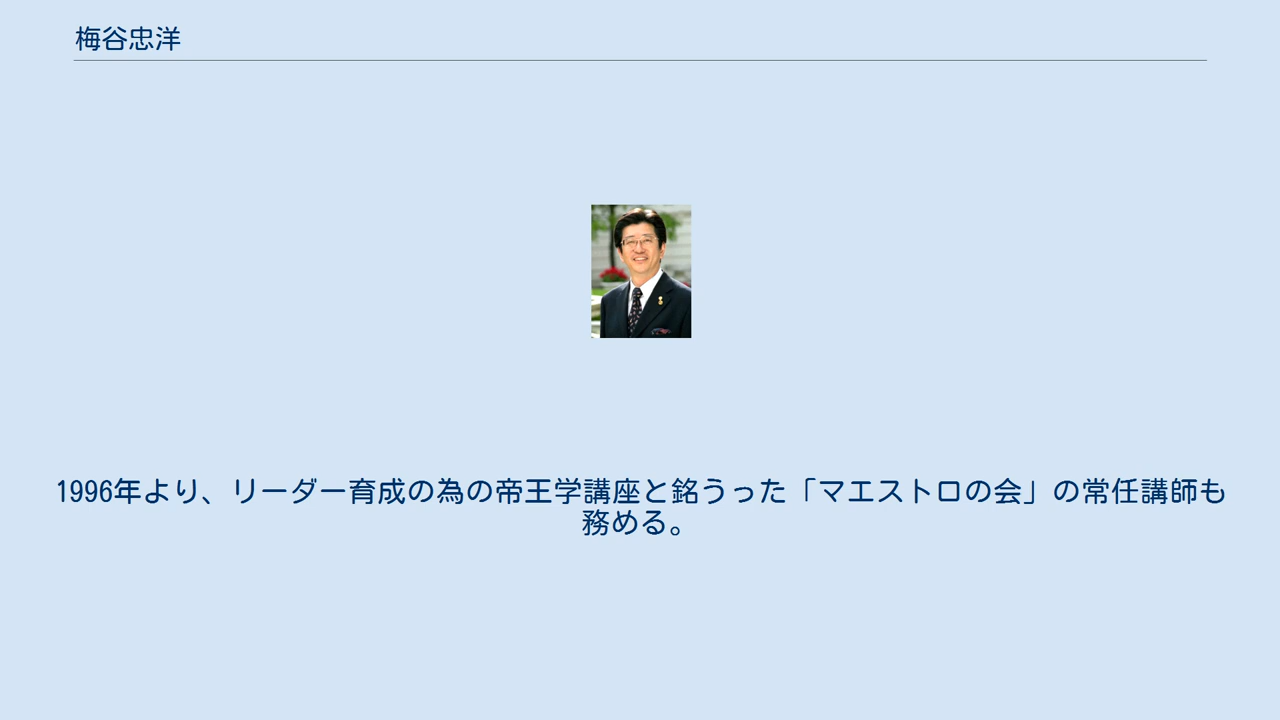 梅谷忠洋
1996年より、リーダー育成の為の帝王学講座と銘うった「マエストロの会」の常任講師も
務める。